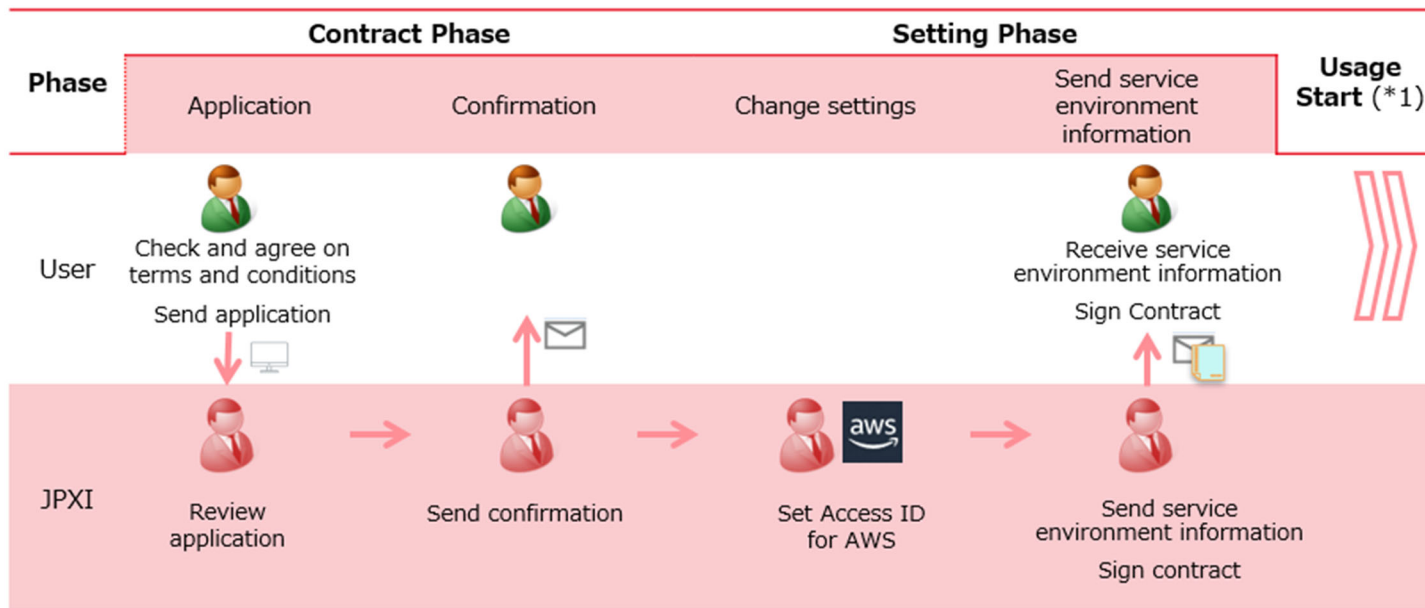 Contract Phase
Setting Phase
Phase
Application
Confirmation
Change settings
Send service
environment
information
Usage
Start (*1)
User
Check and agree on
terms and conditions
Send application
Receive service
environment information
Sign Contract
JPXI
Review
application
Send confirmation
aws
Set Access ID
for AWS
Send service
environment information
Sign contract